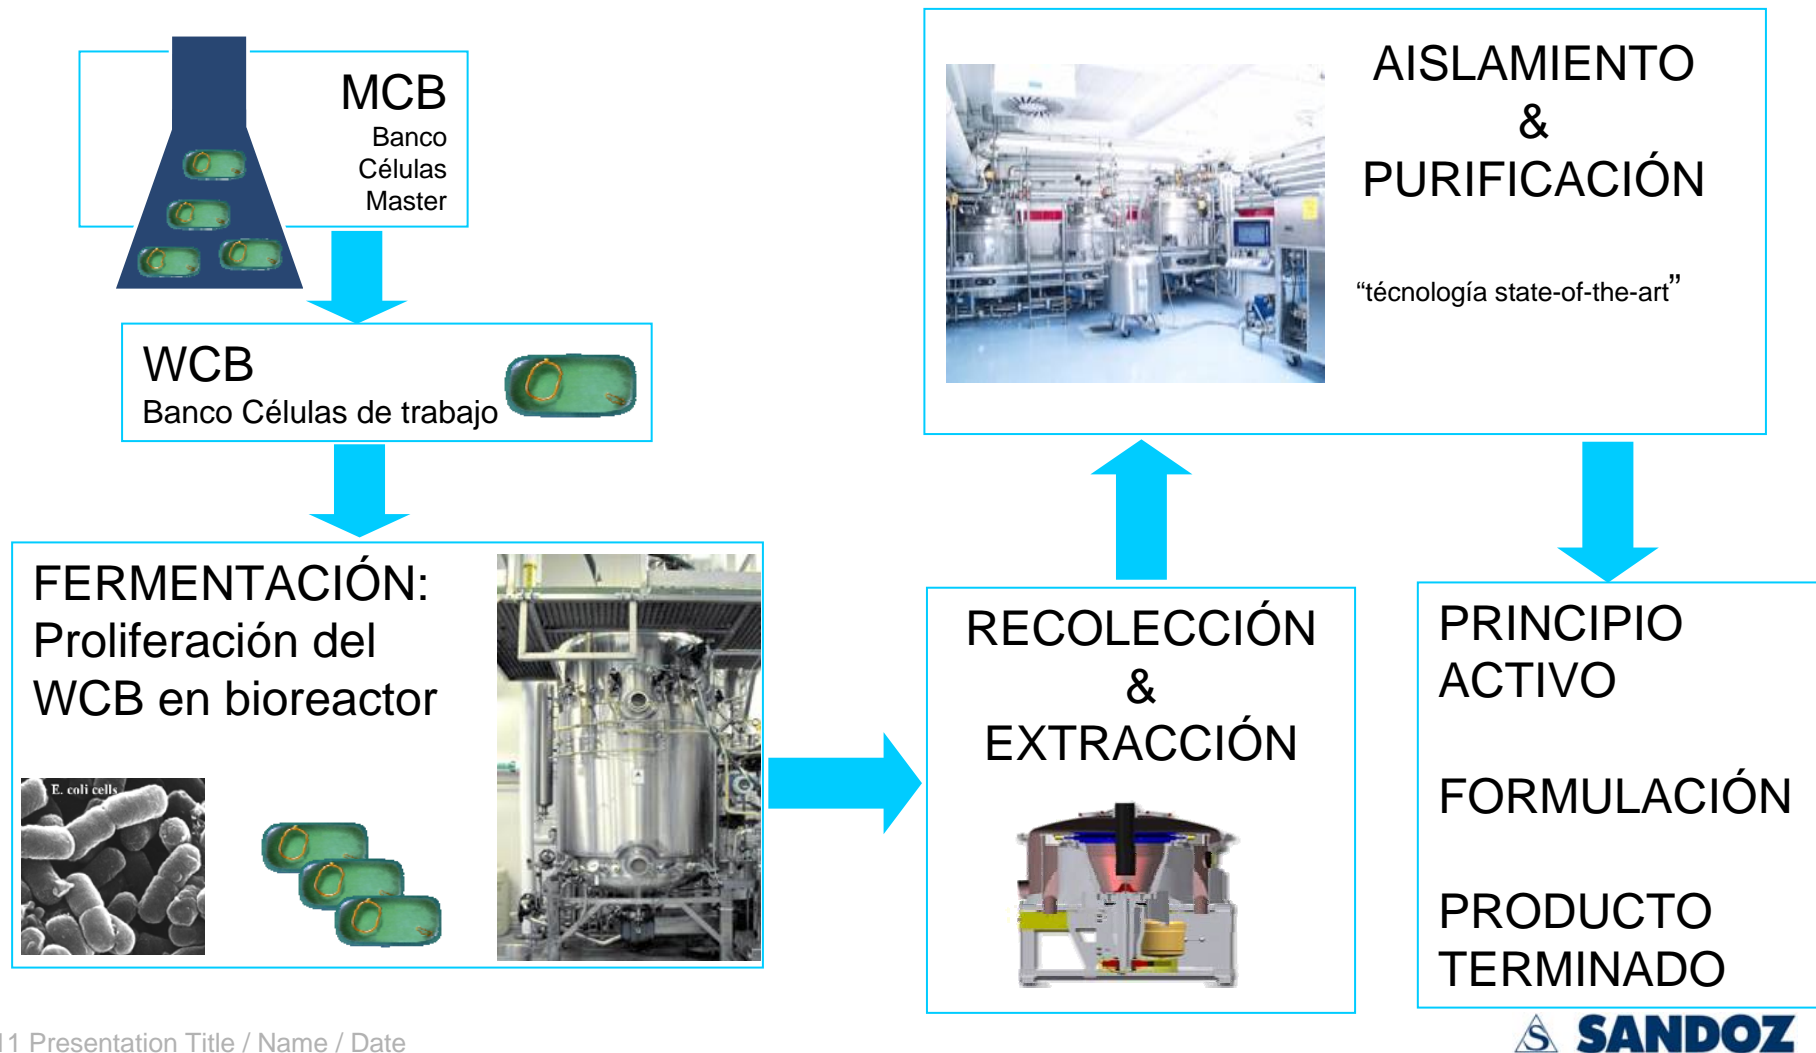 MCB
Banco
Células
Master
WCB
Banco Células de trabajo
FERMENTACIÓN:
Proliferación del
WCB en bioreactor
E. coli cells
RECOLECCIÓN
&
EXTRACCIÓN
AISLAMIENTO
&
PURIFICACIÓN
“técnología state-of-the-art”
PRINCIPIO
ACTIVO
FORMULACIÓN
PRODUCTO
TERMINADO
11 Presentation Title / Name / Date
S SANDOZ